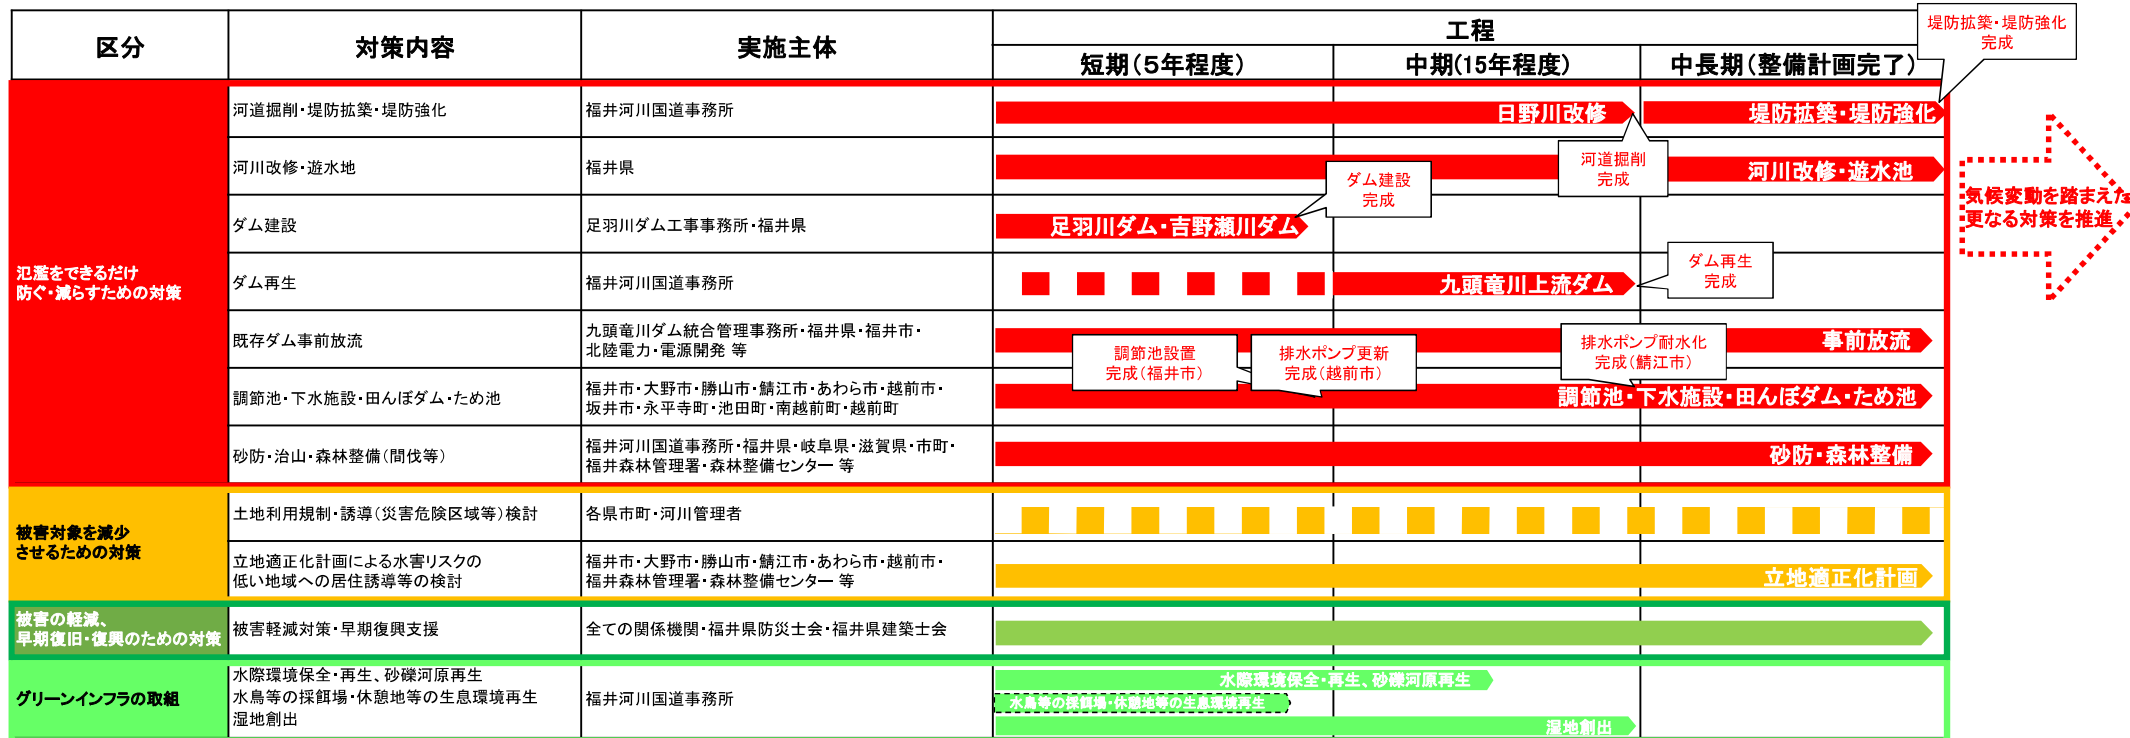 区分
対策内容
実施主体
工程
短期（５年程度）
中期(15年程度)
中長期（整備計画完了）
堤防拡築・堤防強化
完成
氾濫をできるだけ
防ぐ・減らすための対策
河道掘削・堤防拡築・堤防強化
福井河川国道事務所
日野川改修
堤防拡築・堤防強化
河道掘削
完成
河川改修・遊水地
福井県
河川改修・遊水池
ダム建設
完成
ダム建設
足羽川ダム工事事務所・福井県
足羽川ダム・吉野瀬川ダム
ダム再生
福井河川国道事務所
九頭竜川上流ダム
ダム再生
完成
既存ダム事前放流
九頭竜川ダム統合管理事務所・福井県・福井市・
北陸電力・電源開発 等
事前放流
調節池設置
完成（福井市）
排水ポンプ更新
完成（越前市）
排水ポンプ耐水化
完成（鯖江市）
調節池・下水施設・田んぼダム・ため池
福井市・大野市・勝山市・鯖江市・あわら市・越前市・
坂井市・永平寺町・池田町・南越前町・越前町
調節池・下水施設・田んぼダム・ため池
砂防・治山・森林整備（間伐等）
福井河川国道事務所・福井県・岐阜県・滋賀県・市町・
福井森林管理署・森林整備センター 等
砂防・森林整備
気候変動を踏まえた
更なる対策を推進
被害対象を減少
させるための対策
土地利用規制・誘導（災害危険区域等）検討
各県市町・河川管理者
立地適正化計画による水害リスクの
低い地域への居住誘導等の検討
福井市・大野市・勝山市・鯖江市・あわら市・越前市・
福井森林管理署・森林整備センター 等
立地適正化計画
被害の軽減、
早期復旧・復興のための対策
被害軽減対策・早期復興支援
全ての関係機関・福井県防災士会・福井県建築士会
グリーンインフラの取組
水際環境保全・再生、砂礫河原再生
水鳥等の採餌場・休憩地等の生息環境再生
湿地創出
福井河川国道事務所
水際環境保全・再生、砂礫河原再生
水鳥等の採餌場・休憩地等の生息環境再生
湿地創出